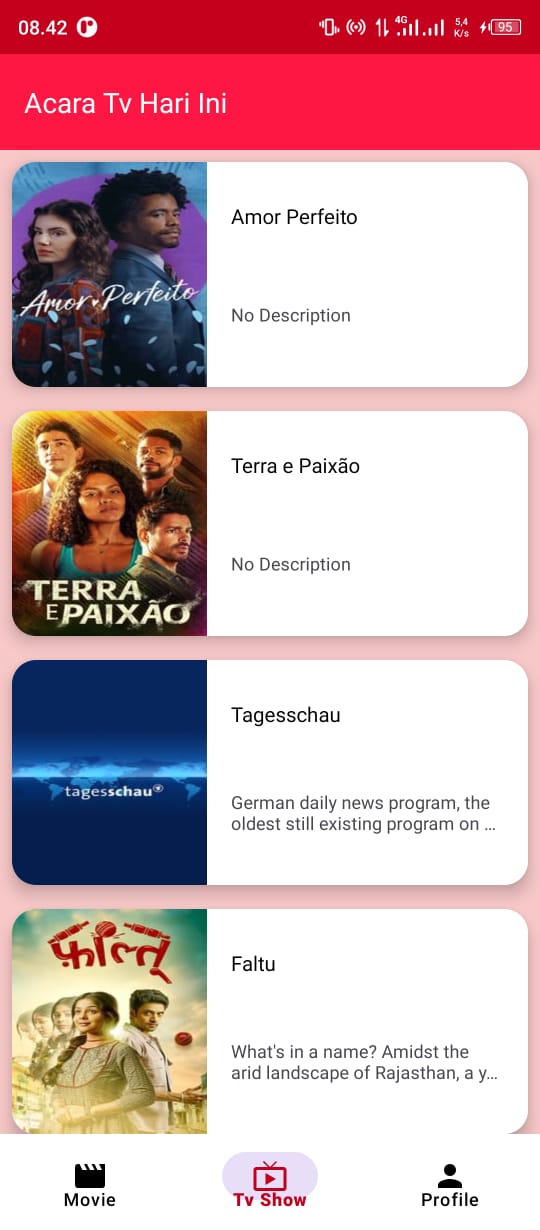 08.42
4G
5,4
K/s
95
Acara Tv Hari Ini
Amor Perfeito
Amor Perfeito
No Description
TERRA
E PAIXÃO
Terra e Paixão
No Description
tagesschau
Tagesschau
German daily news program, the
oldest still existing program on …
फालतू
Faltu
What's in a name? Amidst the
arid landscape of Rajasthan, a y…
Movie
Tv Show
Profile